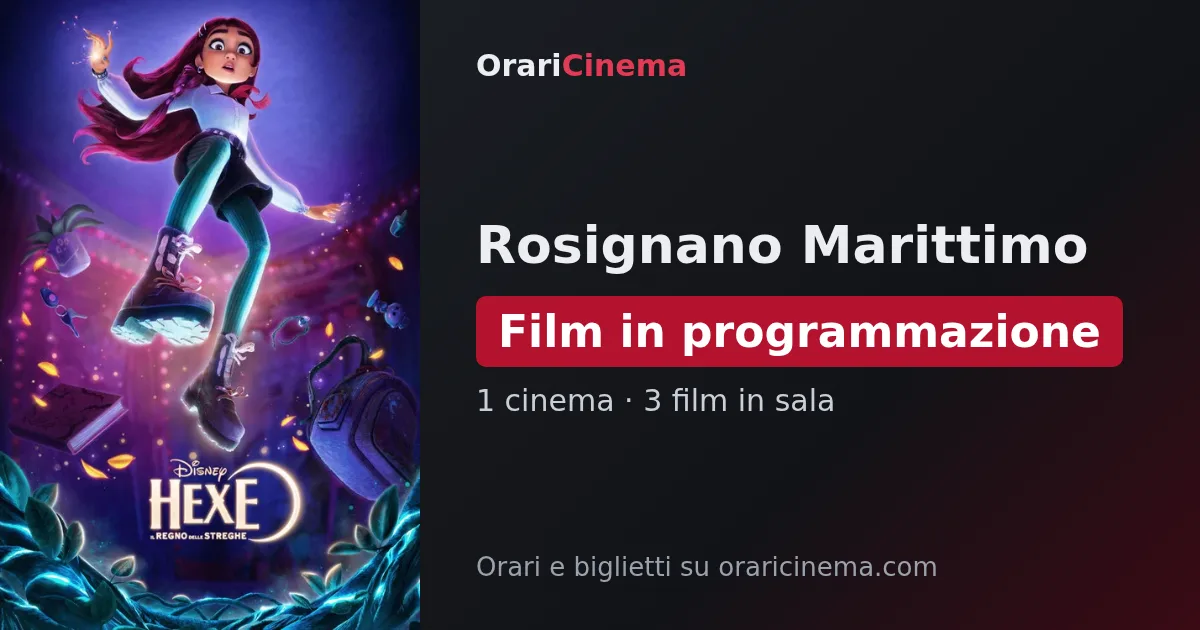 Disney
HEXE
IL REGNO DELLE STREGHE
OrariCinema
Rosignano Marittimo
Film in programmazione
1 cinema · 3 film in sala
Orari e biglietti su oraricinema.com